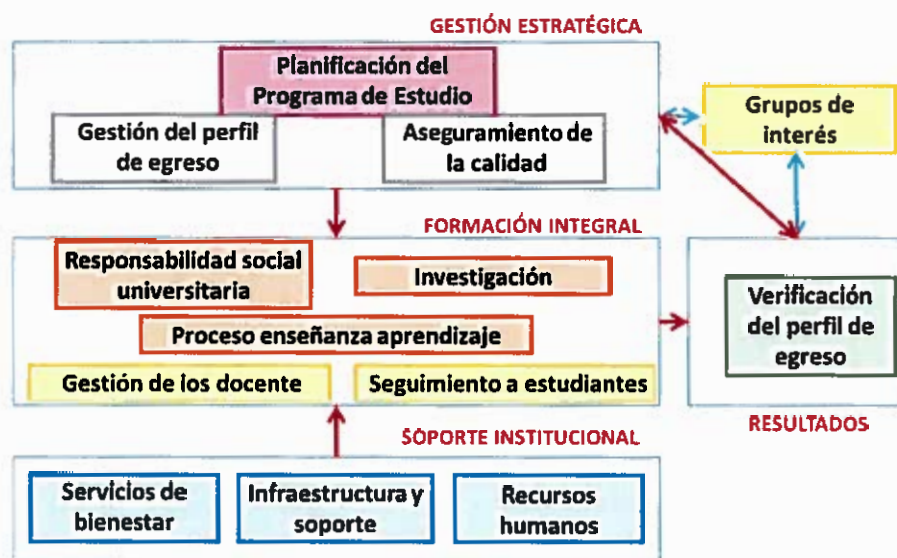 GESTIÓN ESTRATÉGICA
Planificación del
Programa de Estudio
Gestión del perfil
de egreso
Aseguramiento de
la calidad
Grupos de
interés
FORMACIÓN INTEGRAL
Responsabilidad social
universitaria
Investigación
Proceso enseñanza aprendizaje
Gestión de los docente
Seguimiento a estudiantes
Verificación
del perfil de
egreso
RESULTADOS
SOPORTE INSTITUCIONAL
Servicios de
bienestar
Infraestructura y
soporte
Recursos
humanos